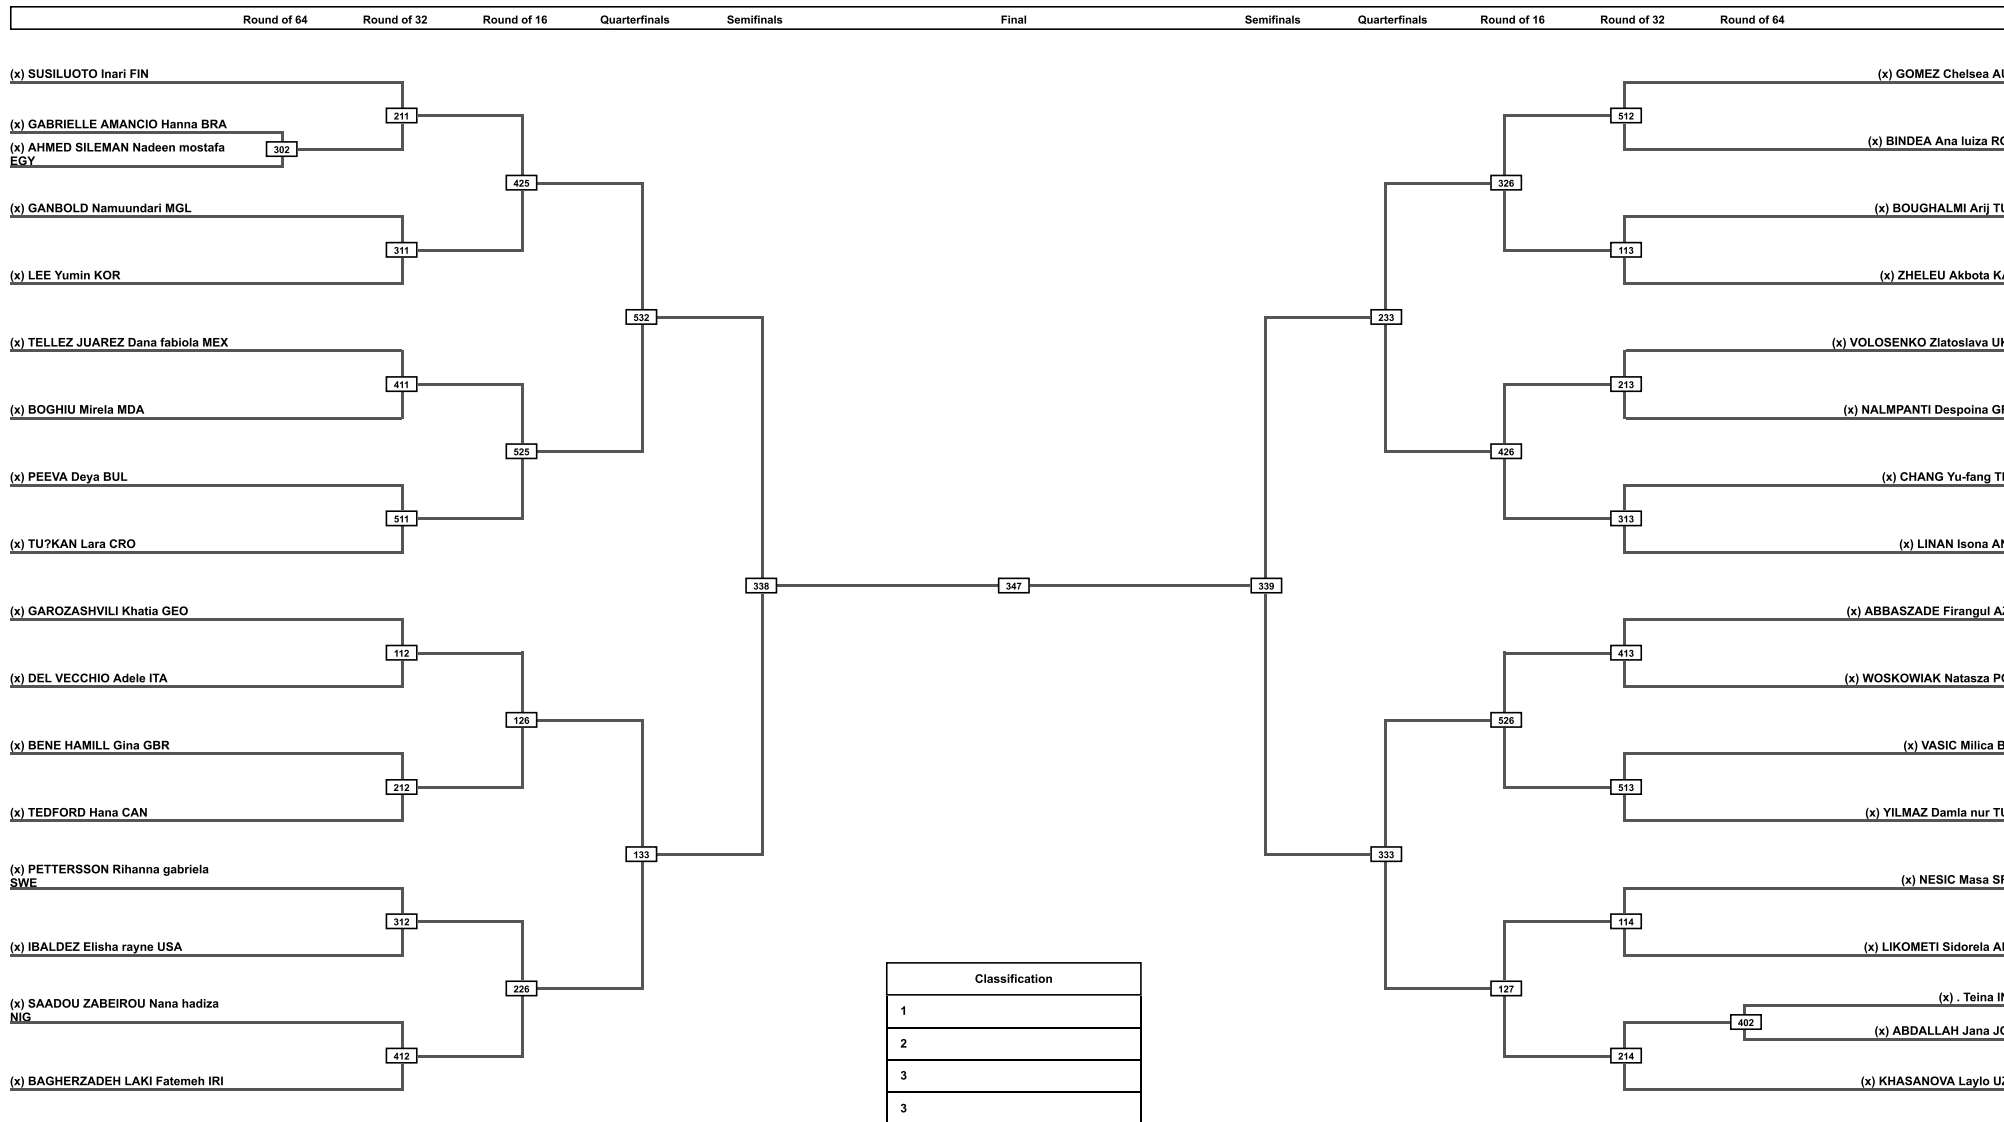 Round of 64 Round of 32 Round of 16 Quarterfinals Semifinals Final Semifinals Quarterfinals Round of 16 Round of 32 Round of 64
(x) SUSILUOTO Inari FIN
(x) GABRIELLE AMANCIO Hanna BRA
(x) AHMED SILEMAN Nadeen mostafa
EGY
(x) GANBOLD Namuundari MGL
(x) LEE Yumin KOR
(x) TELLEZ JUAREZ Dana fabiola MEX
(x) BOGHIU Mirela MDA
(x) PEEVA Deya BUL
(x) TU?KAN Lara CRO
(x) GAROZASHVILI Khatia GEO
(x) DEL VECCHIO Adele ITA
(x) BENE HAMILL Gina GBR
(x) TEDFORD Hana CAN
(x) PETTERSSON Rihanna gabriela
SWE
(x) IBALDEZ Elisha rayne USA
(x) SAADOU ZABEIROU Nana hadiza
NIG
(x) BAGHERZADEH LAKI Fatemeh IRI
302
211
311
411
511
112
212
312
412
425
525
126
226
532
133
338
347
339
233
333
326
426
526
127
512
113
213
313
413
513
114
214
402
(x) GOMEZ Chelsea
(x) BINDEA Ana luiza
(x) BOUGHALMI Arij
(x) ZHELEU Akbota
(x) VOLOSENKO Zlatoslava
(x) NALMPANTI Despoina
(x) CHANG Yu-fang
(x) LINAN Isona
(x) ABBASZADE Firangul
(x) WOSKOWIAK Natasza
(x) VASIC Milica
(x) YILMAZ Damla nur
(x) NESIC Masa
(x) LIKOMETI Sidorela
(x) . Teina
(x) ABDALLAH Jana
(x) KHASANOVA Laylo
Classification
1
2
3
3